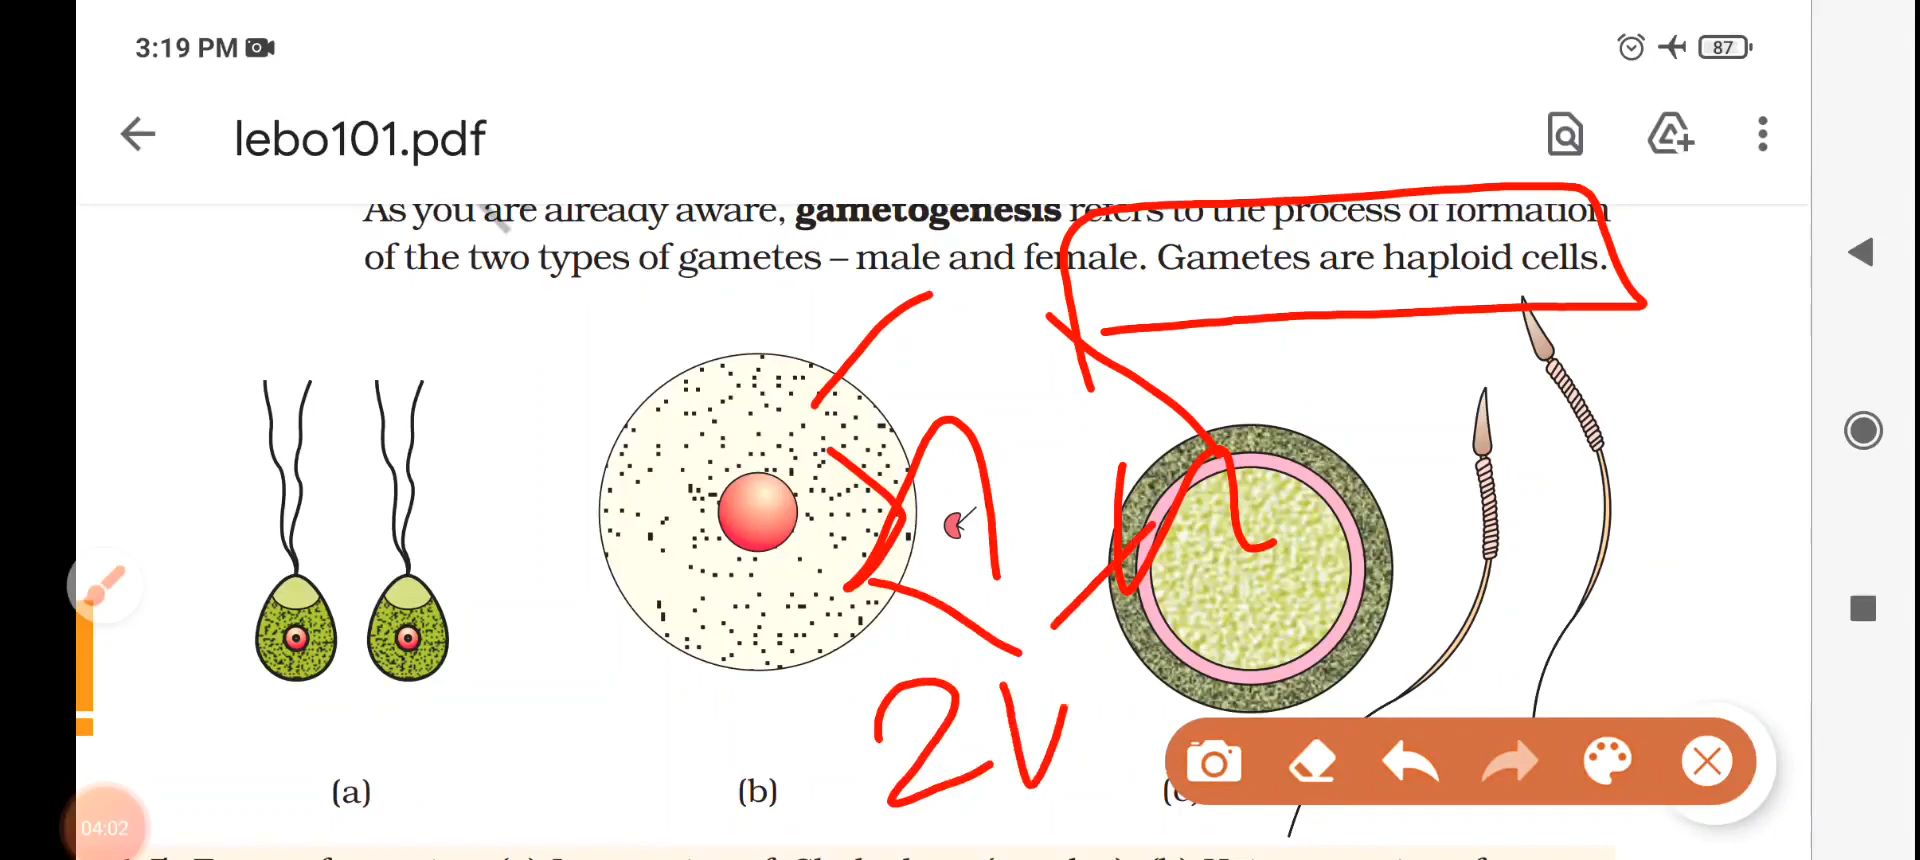 3:19 PM
87
lebo101.pdf
As you are already aware, gametogenesis refers to the process of formation
of the two types of gametes – male and female. Gametes are haploid cells.
(a)
(b)
(c)
04:02